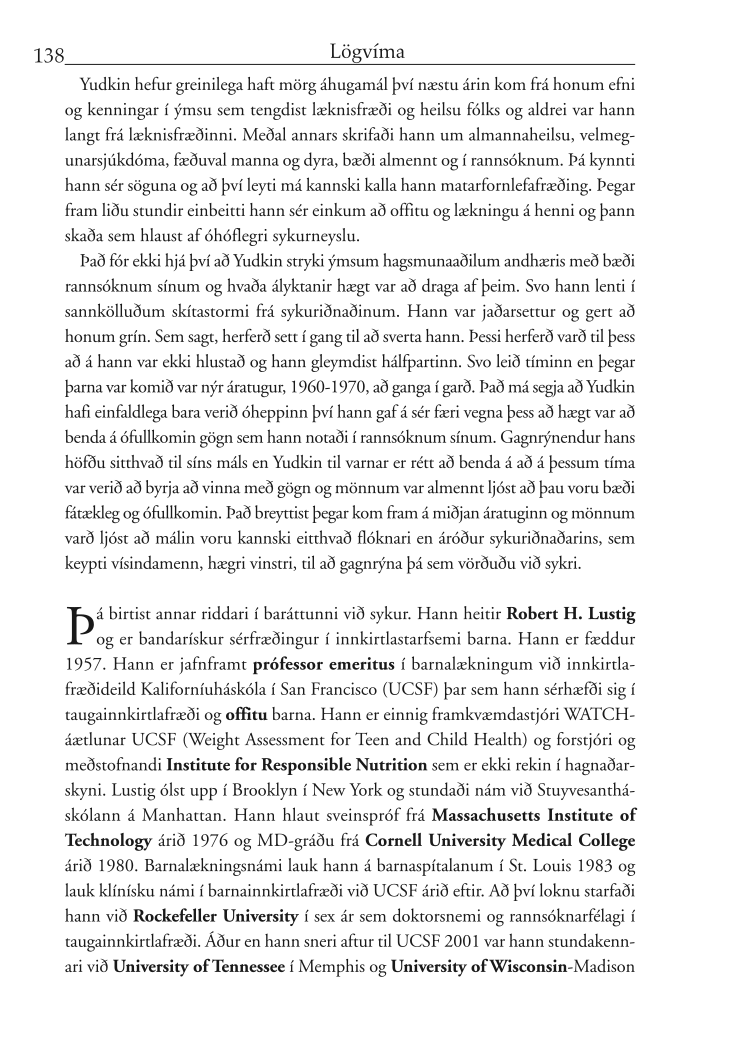 138
Lögvíma
Yudkin hefur greinilega haft mörg áhugamál því næstu árin kom frá honum efni
og kenningar í ýmsu sem tengdist læknisfræði og heilsu fólks og aldrei var hann
langt frá læknisfræðinni. Meðal annars skrifaði hann um almannaheilsu, velmeg-
unarsjúkdóma, fæðuval manna og dyra, bæði almennt og í rannsóknum. Þá kynnti
hann sér söguna og að því leyti má kannski kalla hann matarfornlefafræðing. Þegar
fram liðu stundir einbeitti hann sér einkum að offitu og lækningu á henni og þann
skaða sem hlaust af óhóflegri sykurneyslu.
Það fór ekki hjá því að Yudkin stryki ýmsum hagsmunaaðilum andhæris með bæði
rannsóknum sínum og hvaða ályktanir hægt var að draga af þeim. Svo hann lenti í
sannkölluðum skítastormi frá sykuriðnaðinum. Hann var jaðarsettur og gert að
honum grín. Sem sagt, herferð sett í gang til að sverta hann. Þessi herferð varð til þess
að á hann var ekki hlustað og hann gleymdist hálfpartinn. Svo leið tíminn en þegar
þarna var komið var nýr áratugur, 1960-1970, að ganga í garð. Það má segja að Yudkin
hafi einfaldlega bara verið óheppinn því hann gaf á sér færi vegna þess að hægt var að
benda á ófullkomin gögn sem hann notaði í rannsóknum sínum. Gagnrýnendur hans
höfðu sitthvað til síns máls en Yudkin til varnar er rétt að benda á að á þessum tíma
var verið að byrja að vinna með gögn og mönnum var almennt ljóst að þau voru bæði
fátækleg og ófullkomin. Það breyttist þegar kom fram á miðjan áratuginn og mönnum
varð ljóst að málin voru kannski eitthvað flóknari en áróður sykuriðnaðarins, sem
keypti vísindamenn, hægri vinstri, til að gagnrýna þá sem vörðuðu við sykri.
Þá birtist annar riddari í baráttunni við sykur. Hann heitir Robert H. Lustig
og er bandarískur sérfræðingur í innkirtlastarfsemi barna. Hann er fæddur
1957. Hann er jafnframt prófessor emeritus í barnalækningum við innkirtla-
fræðideild Kaliforníuháskóla í San Francisco (UCSF) þar sem hann sérhæfði sig í
taugainnkirtlafræði og offitu barna. Hann er einnig framkvæmdastjóri WATCH-
áætlunar UCSF (Weight Assessment for Teen and Child Health) og forstjóri og
meðstofnandi Institute for Responsible Nutrition sem er ekki rekin í hagnaðar-
skyni. Lustig ólst upp í Brooklyn í New York og stundaði nám við Stuyvesanthá-
skólann á Manhattan. Hann hlaut sveinspróf frá Massachusetts Institute of
Technology árið 1976 og MD-gráðu frá Cornell University Medical College
árið 1980. Barnalækningsnámi lauk hann á barnaspítalanum í St. Louis 1983 og
lauk klínísku námi í barnainnkirtlafræði við UCSF árið eftir. Að því loknu starfaði
hann við Rockefeller University í sex ár sem doktorsnemi og rannsóknarfélagi í
taugainnkirtlafræði. Áður en hann sneri aftur til UCSF 2001 var hann stundakenn-
ari við University of Tennessee í Memphis og University of Wisconsin-Madison